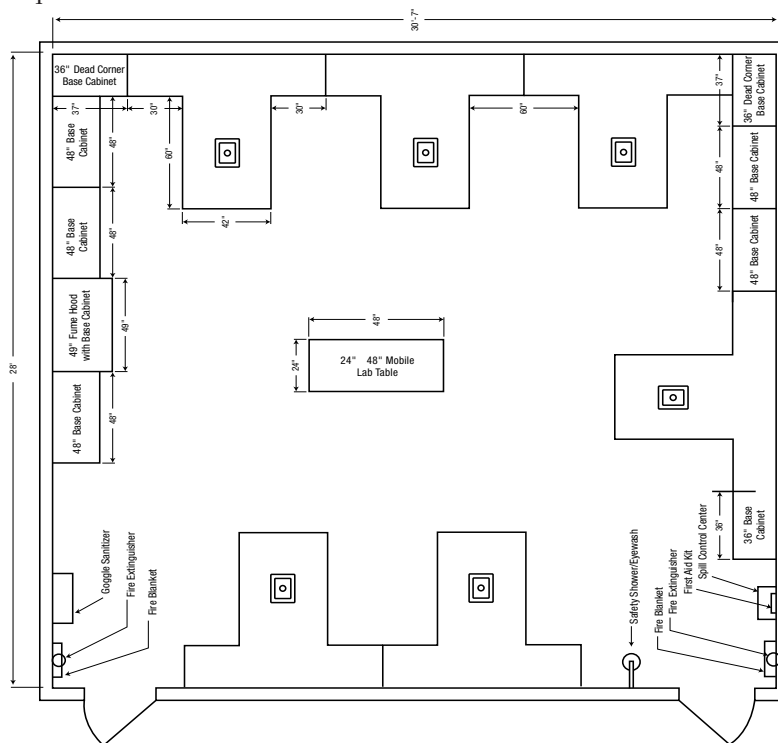 30'-7"
36" Dead Corner
Base Cabinet
37"
30"
30"
60"
37"
36" Dead Corner
Base Cabinet
48" Base
Cabinet
48"
60"
42"
48"
48" Base Cabinet
48" Base
Cabinet
48"
48"
48" Base Cabinet
49" Fume Hood
with Base Cabinet
49"
28'
48"
24"
24" 48" Mobile
Lab Table
48" Base Cabinet
48"
36"
36" Base
Cabinet
Goggle Sanitizer
Fire Extinguisher
Fire Blanket
Safety Shower/Eyewash
Fire Blanket
Fire Extinguisher
First Aid Kit
Spill Control Center